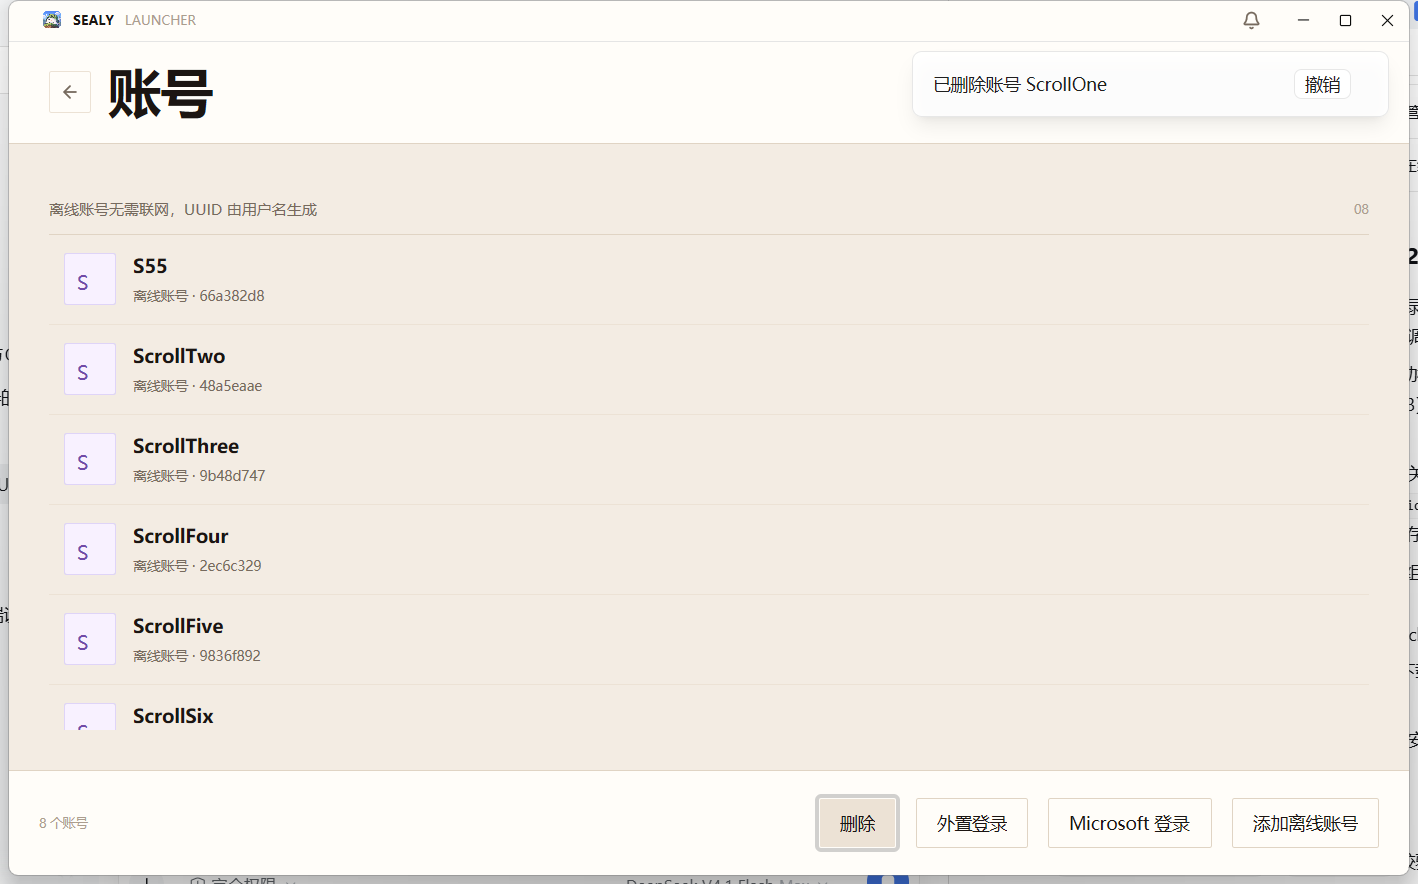 SEALY LAUNCHER
账号
已删除账号 ScrollOne
撤销
离线账号无需联网，UUID 由用户名生成
08
S
S55
离线账号 · 66a382d8
S
ScrollTwo
离线账号 · 48a5eaae
S
ScrollThree
离线账号 · 9b48d747
S
ScrollFour
离线账号 · 2ec6c329
S
ScrollFive
离线账号 · 9836f892
ScrollSix
8 个账号
删除
外置登录
Microsoft 登录
添加离线账号